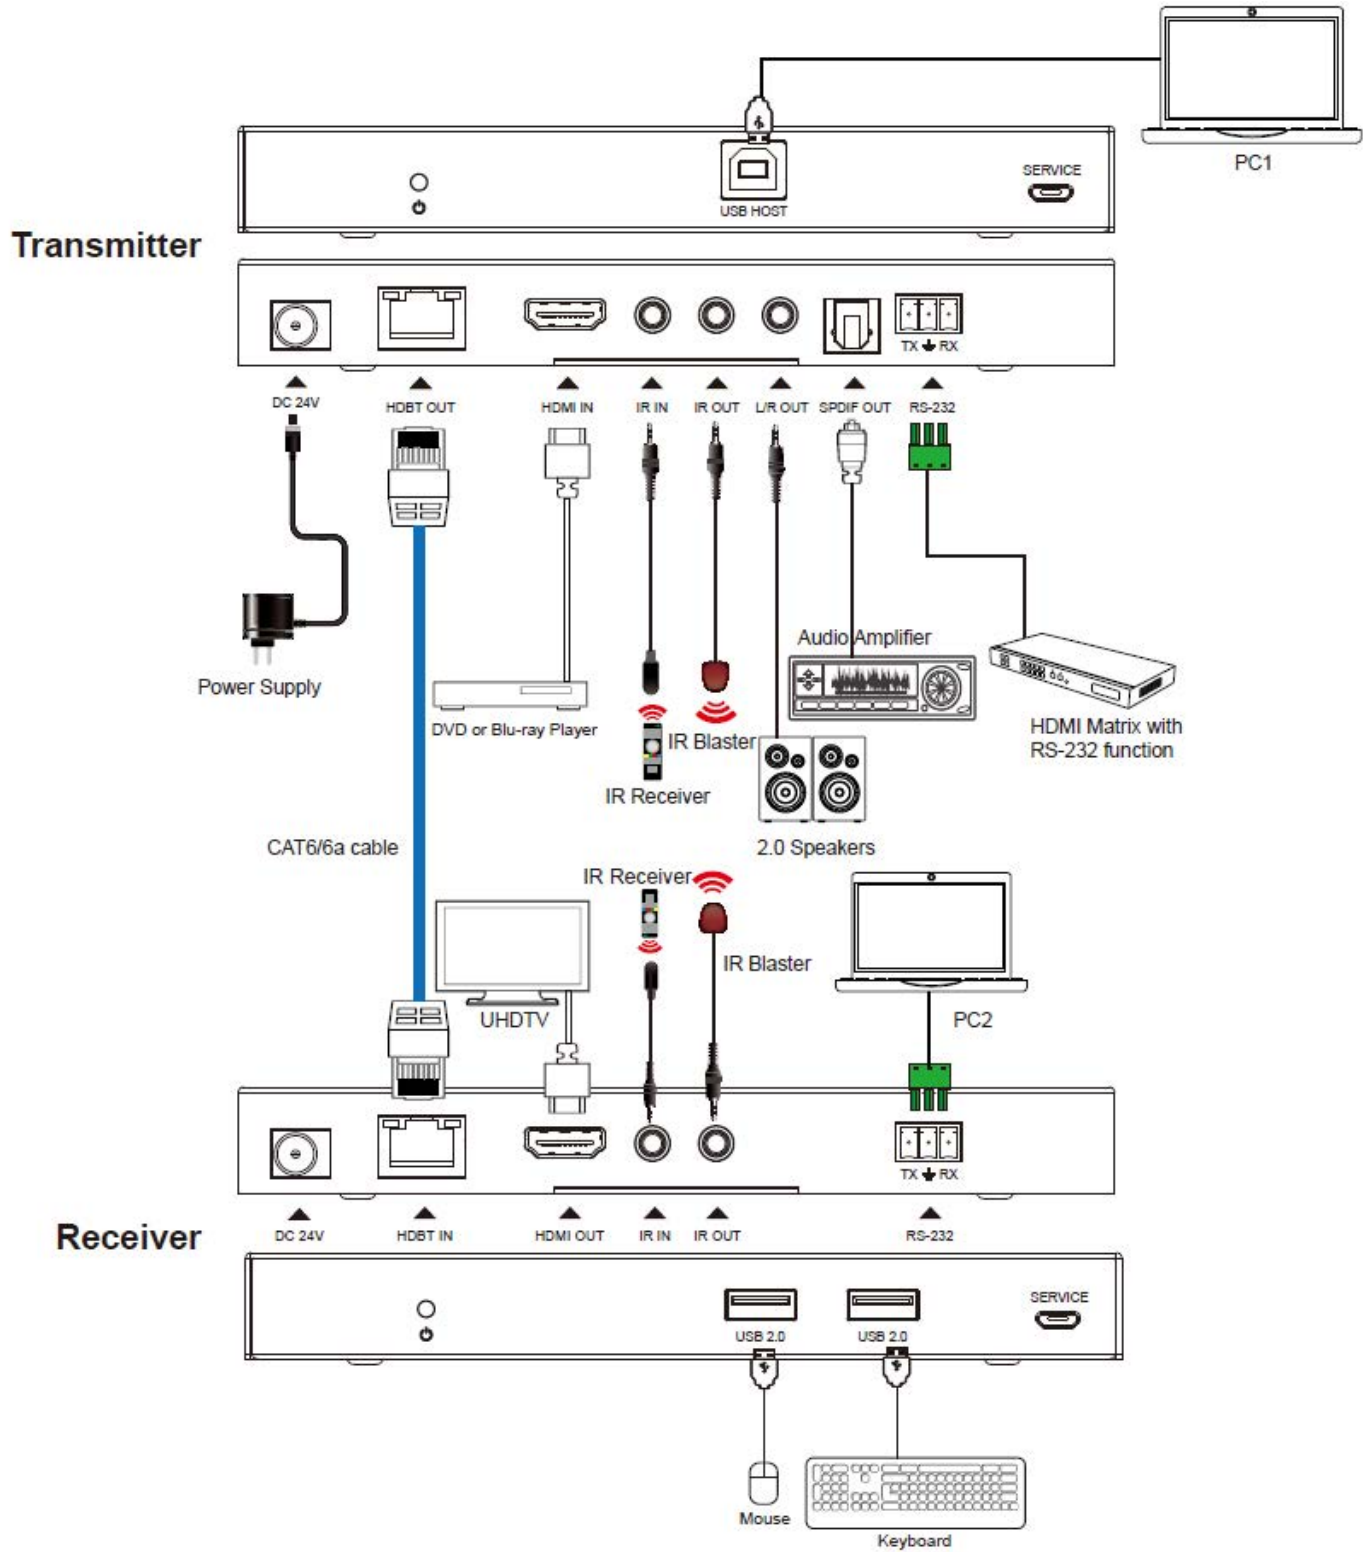 PC1
SERVICE
USB HOST
Transmitter
TX RX
DC 24V HDBT OUT HDMI IN IR IN IR OUT L/R OUT SPDIF OUT RS-232
Audio Amplifier
Power Supply
DVD or Blu-ray Player
IR Blaster
HDMI Matrix with
RS-232 function
IR Receiver
CAT6/6a cable
2.0 Speakers
IR Receiver
IR Blaster
UHDTV
PC2
TX RX
Receiver
DC 24V HDBT IN HDMI OUT IR IN IR OUT RS-232
SERVICE
USB 2.0 USB 2.0
Mouse
Keyboard